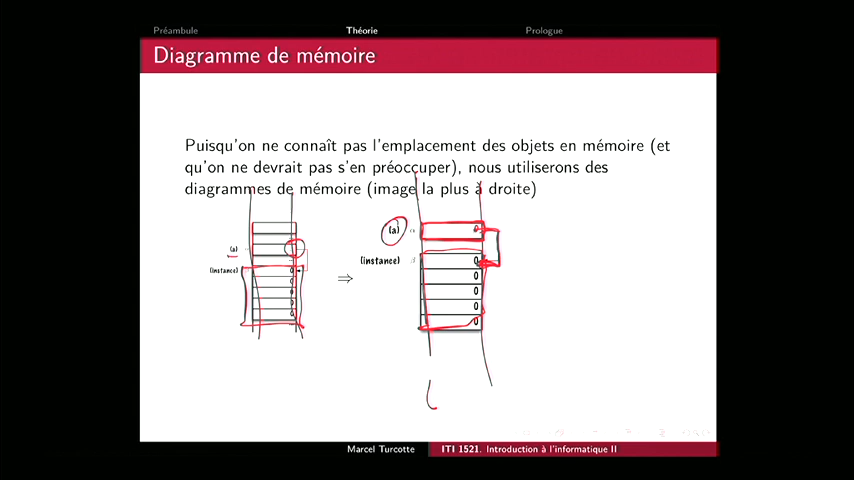 Préambule Théorie Prologue
Diagramme de mémoire
Puisqu'on ne connaît pas l'emplacement des objets en mémoire (et
qu'on ne devrait pas s'en préoccuper), nous utiliserons des
diagrammes de mémoire (image la plus à droite)
(a)
(instance) 0
0
0
0
0
⇒
(a) α 0
(instance) β 0
0
0
0
0
Marcel Turcotte ITI 1521. Introduction à l'informatique II